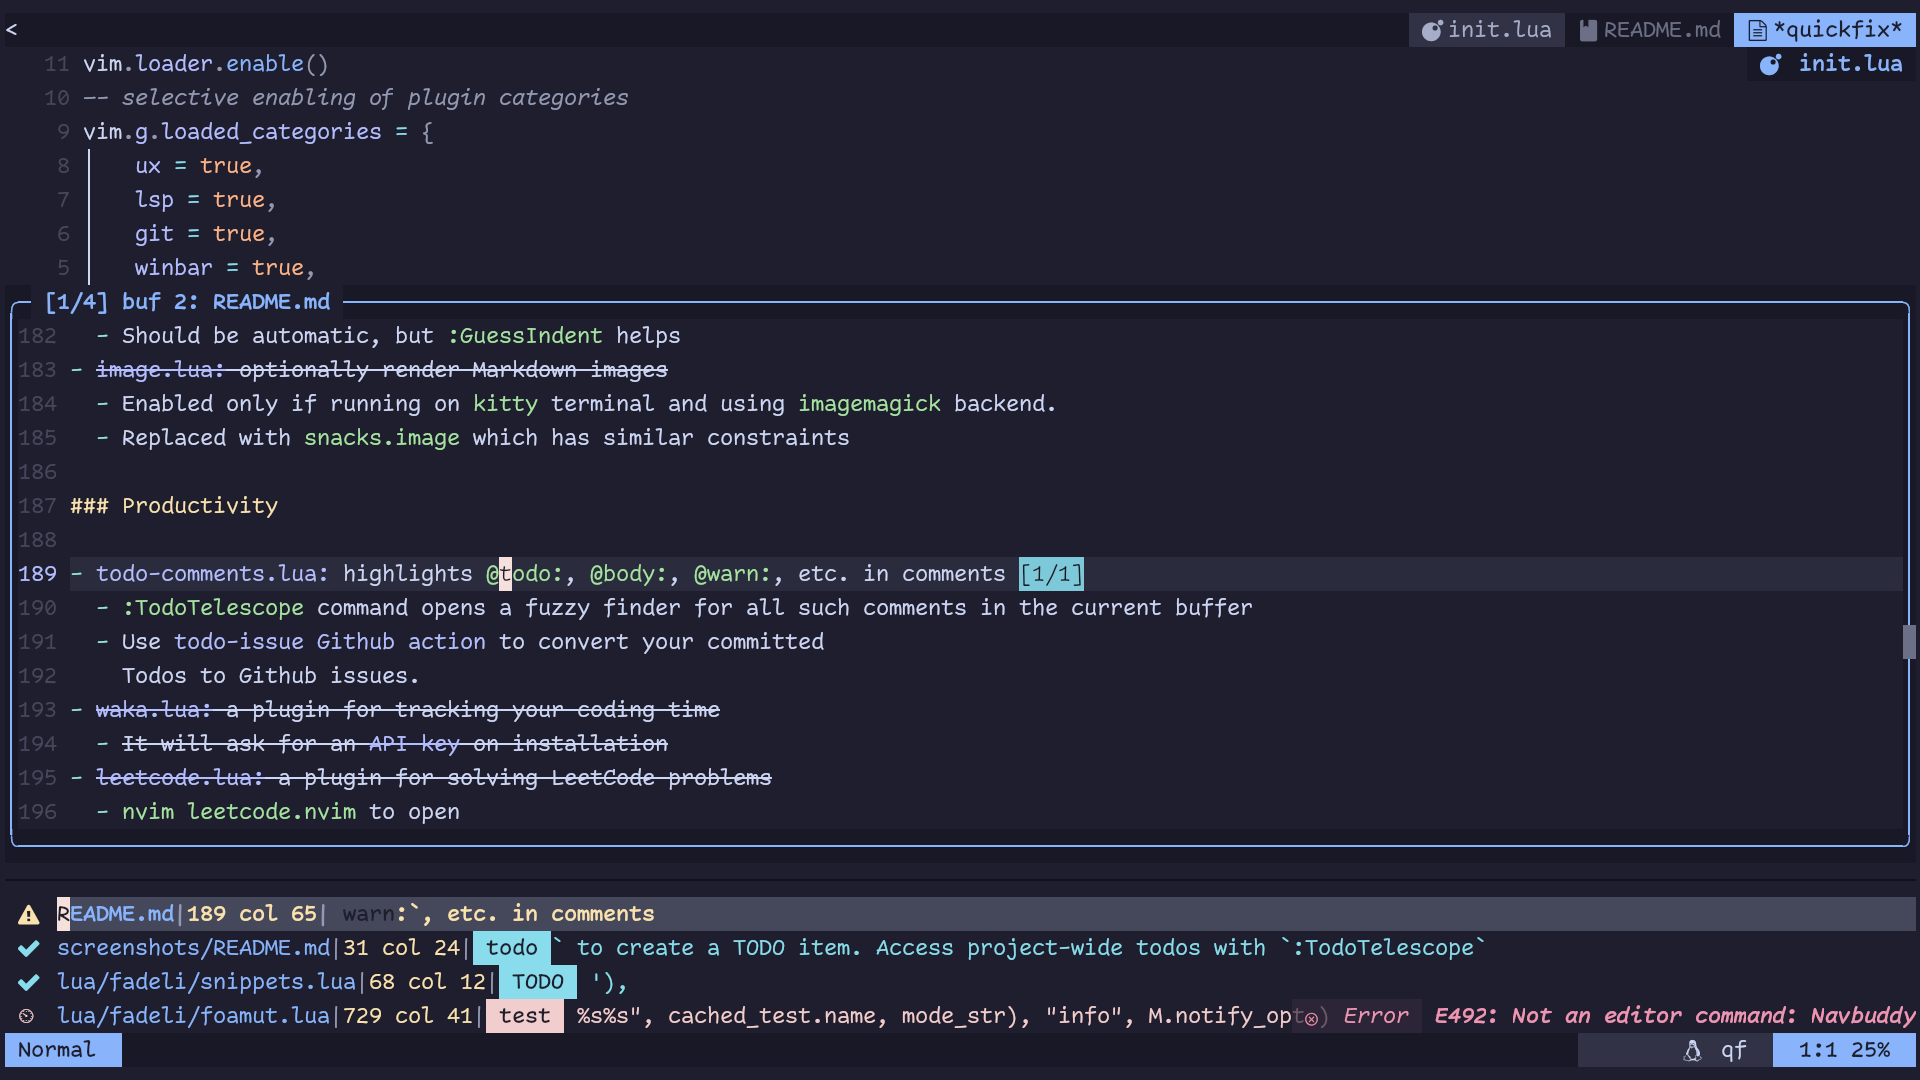 < init.lua README.md *quickfix*
11 vim.loader.enable() init.lua
10 -- selective enabling of plugin categories
9 vim.g.loaded_categories = {
8 ux = true,
7 lsp = true,
6 git = true,
5 winbar = true,
[1/4] buf 2: README.md
182 - Should be automatic, but :GuessIndent helps
183 - image.lua: optionally render Markdown images
184 - Enabled only if running on kitty terminal and using imagemagick backend.
185 - Replaced with snacks.image which has similar constraints
186
187 ### Productivity
188
189 - todo-comments.lua: highlights @todo:, @body:, @warn:, etc. in comments [1/1]
190 - :TodoTelescope command opens a fuzzy finder for all such comments in the current buffer
191 - Use todo-issue Github action to convert your committed
192 Todos to Github issues.
193 - waka.lua: a plugin for tracking your coding time
194 - It will ask for an API key on installation
195 - leetcode.lua: a plugin for solving LeetCode problems
196 - nvim leetcode.nvim to open
README.md|189 col 65| warn:`, etc. in comments
screenshots/README.md|31 col 24| todo ` to create a TODO item. Access project-wide todos with `:TodoTelescope`
lua/fadeli/snippets.lua|68 col 12| TODO '),
lua/fadeli/foamut.lua|729 col 41| test %s%s", cached_test.name, mode_str), "info", M.notify_opt ) Error E492: Not an editor command: Navbuddy
Normal qf 1:1 25%